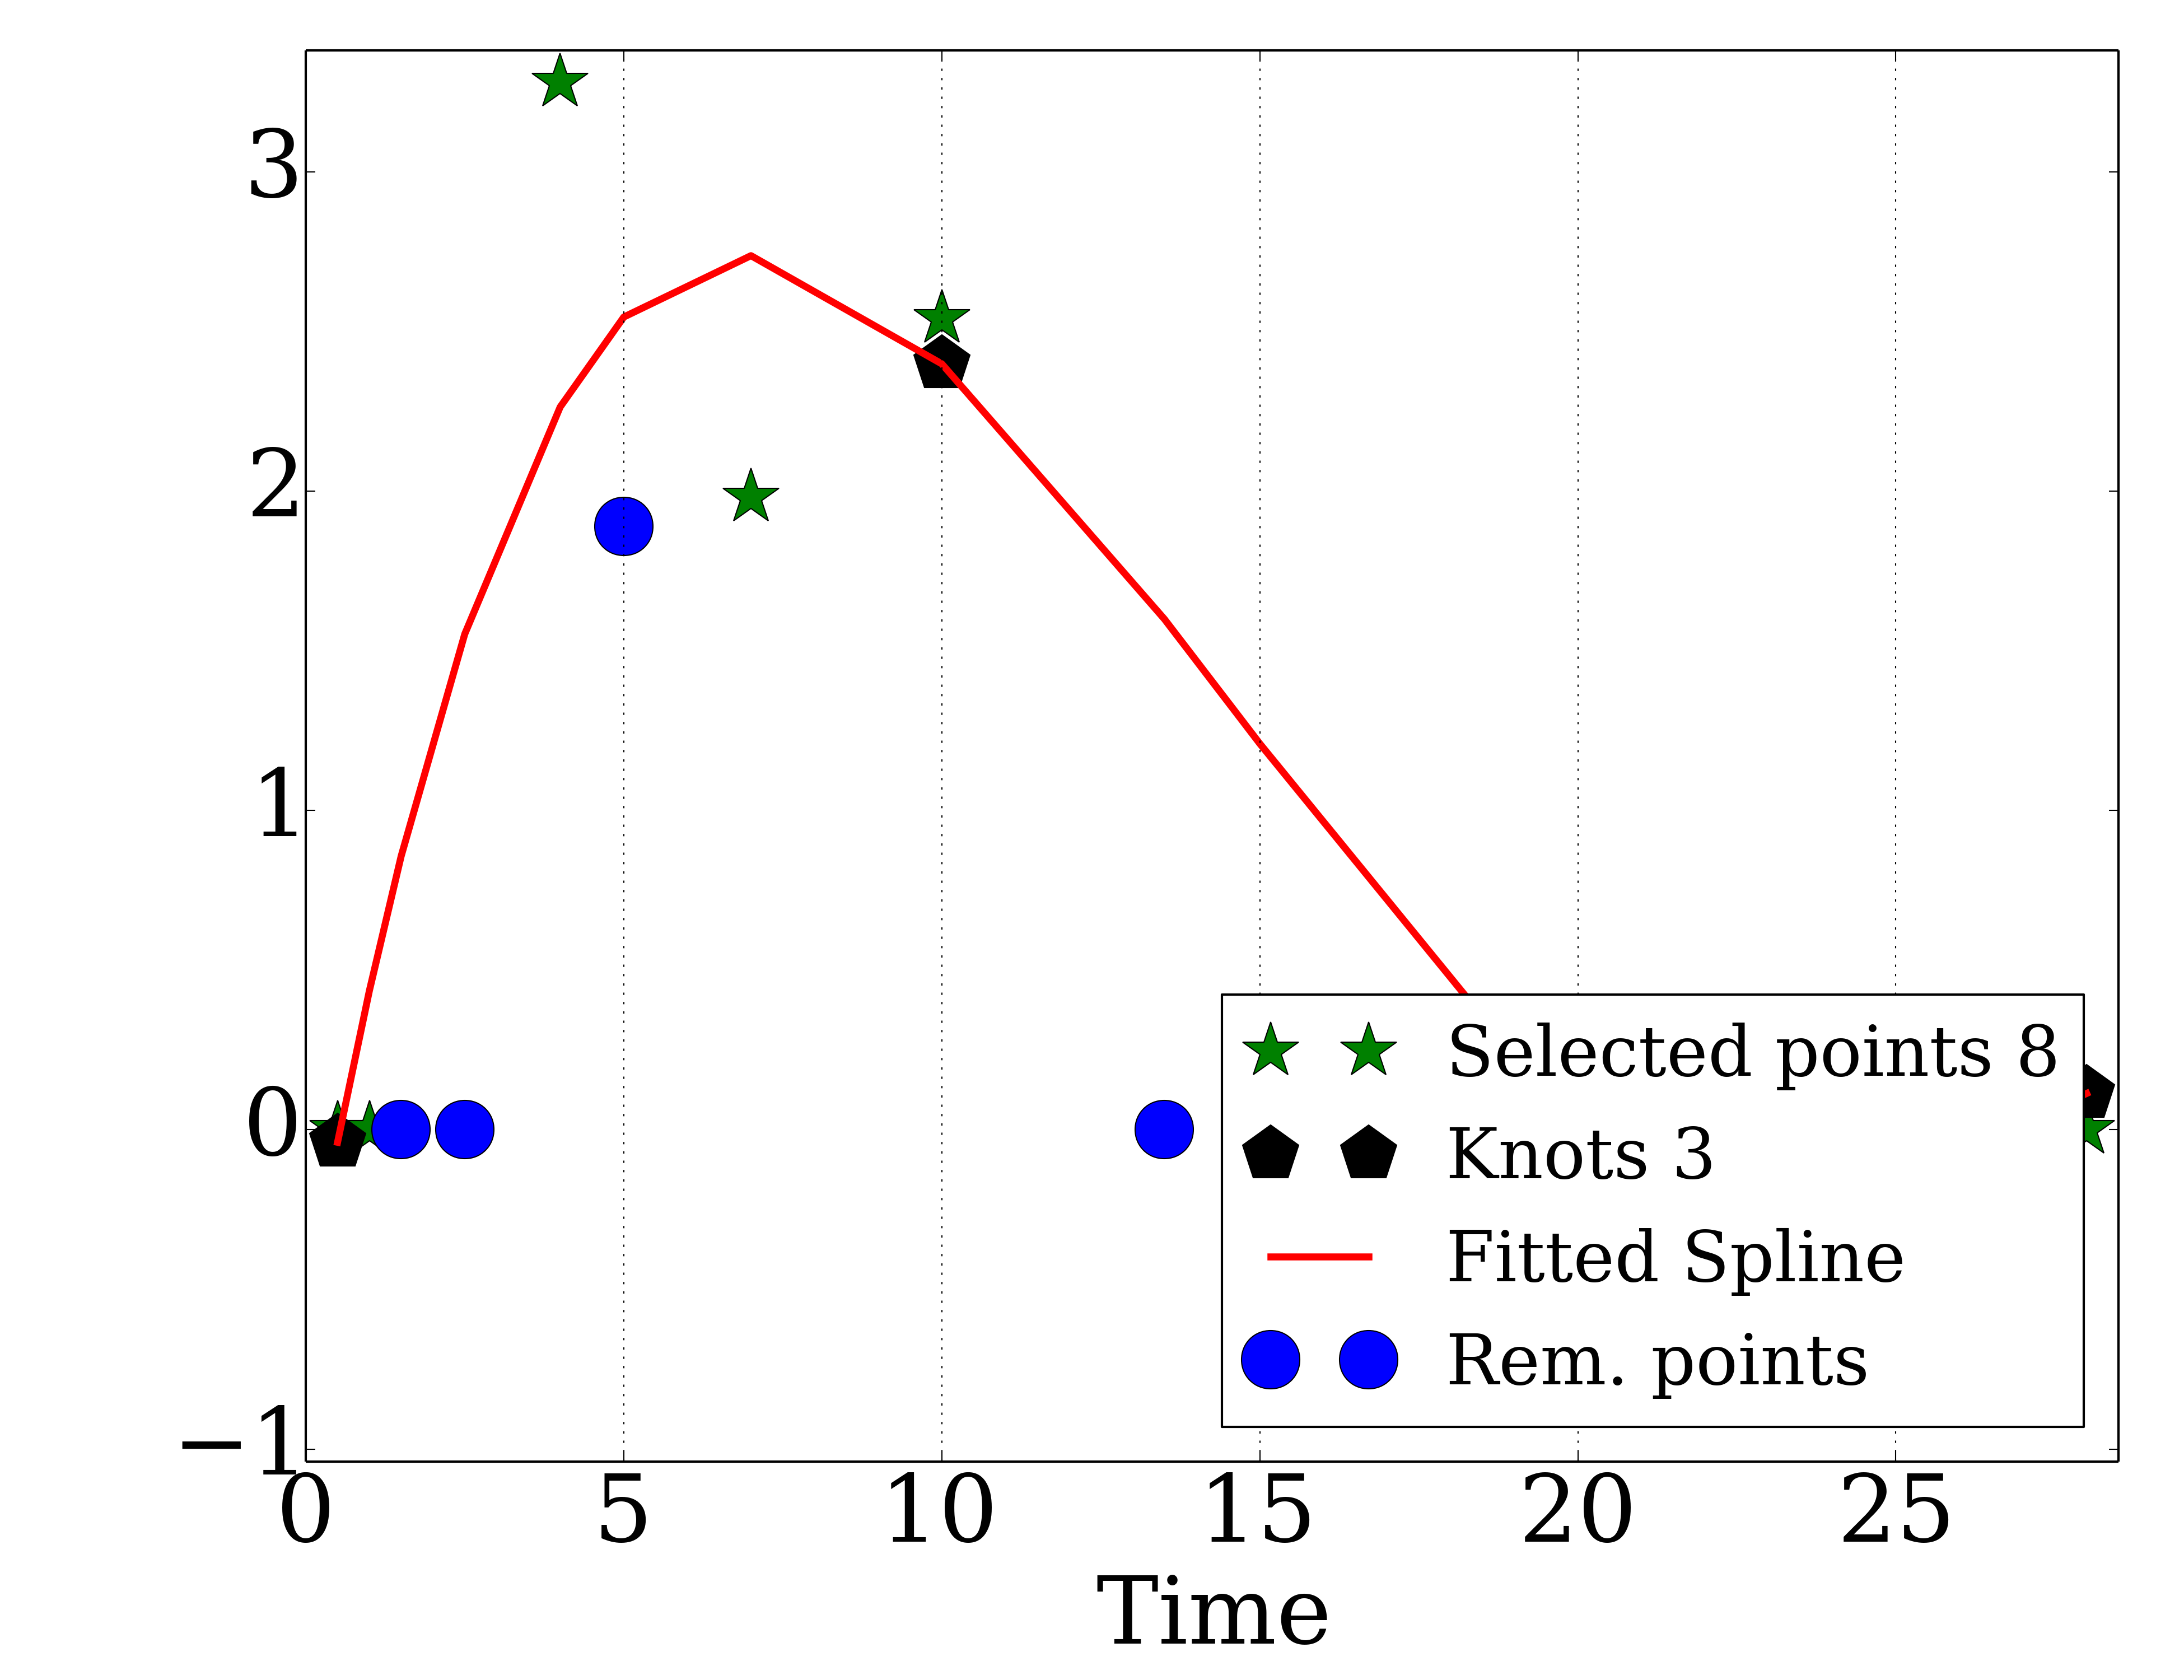 3
2
1
0
−1
0 5 10 15 20 25
Time
Selected points 8
Knots 3
Fitted Spline
Rem. points